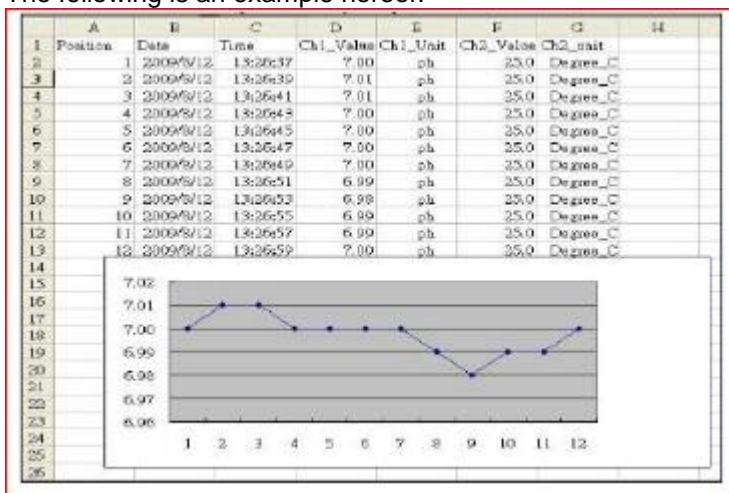 The following is an example hereof:
A B C D E F G H
1 Position Date Time Ch1_Value Ch1_Unit Ch2_Value Ch2_unit
2 1 2009/8/12 13:26:37 7.00 ph 25.0 Degree_C
3 2 2009/8/12 13:26:39 7.01 ph 25.0 Degree_C
4 3 2009/8/12 13:26:41 7.01 ph 25.0 Degree_C
5 4 2009/8/12 13:26:43 7.00 ph 25.0 Degree_C
6 5 2009/8/12 13:26:45 7.00 ph 25.0 Degree_C
7 6 2009/8/12 13:26:47 7.00 ph 25.0 Degree_C
8 7 2009/8/12 13:26:49 7.00 ph 25.0 Degree_C
9 8 2009/8/12 13:26:51 6.99 ph 25.0 Degree_C
10 9 2009/8/12 13:26:53 6.98 ph 25.0 Degree_C
11 10 2009/8/12 13:26:55 6.99 ph 25.0 Degree_C
12 11 2009/8/12 13:26:57 6.99 ph 25.0 Degree_C
13 12 2009/8/12 13:26:59 7.00 ph 25.0 Degree_C
14
15 7.02
16 7.01
17
18 7.00
19 6.99
20 6.98
21
22 6.97
23 6.96
24 1 2 3 4 5 6 7 8 9 10 11 12
25
26